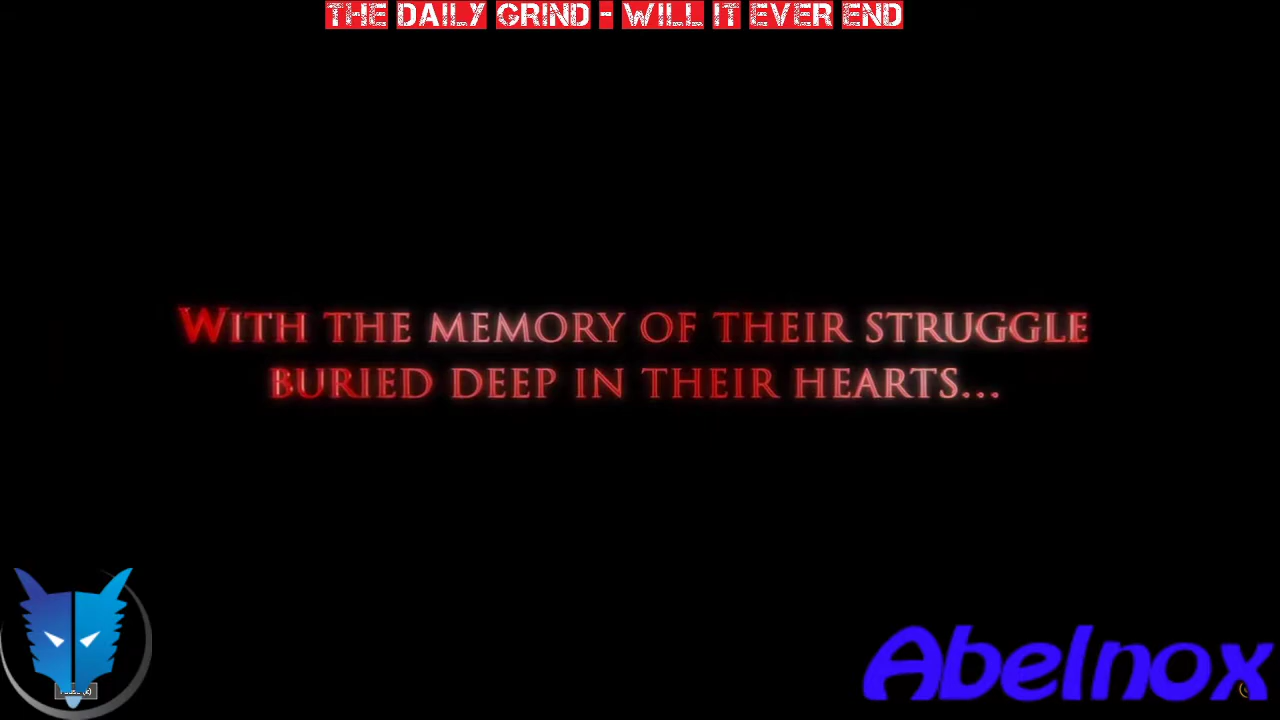 THE DAILY GRIND - WILL IT EVER END
WITH THE MEMORY OF THEIR STRUGGLE
BURIED DEEP IN THEIR HEARTS...
Abelnox